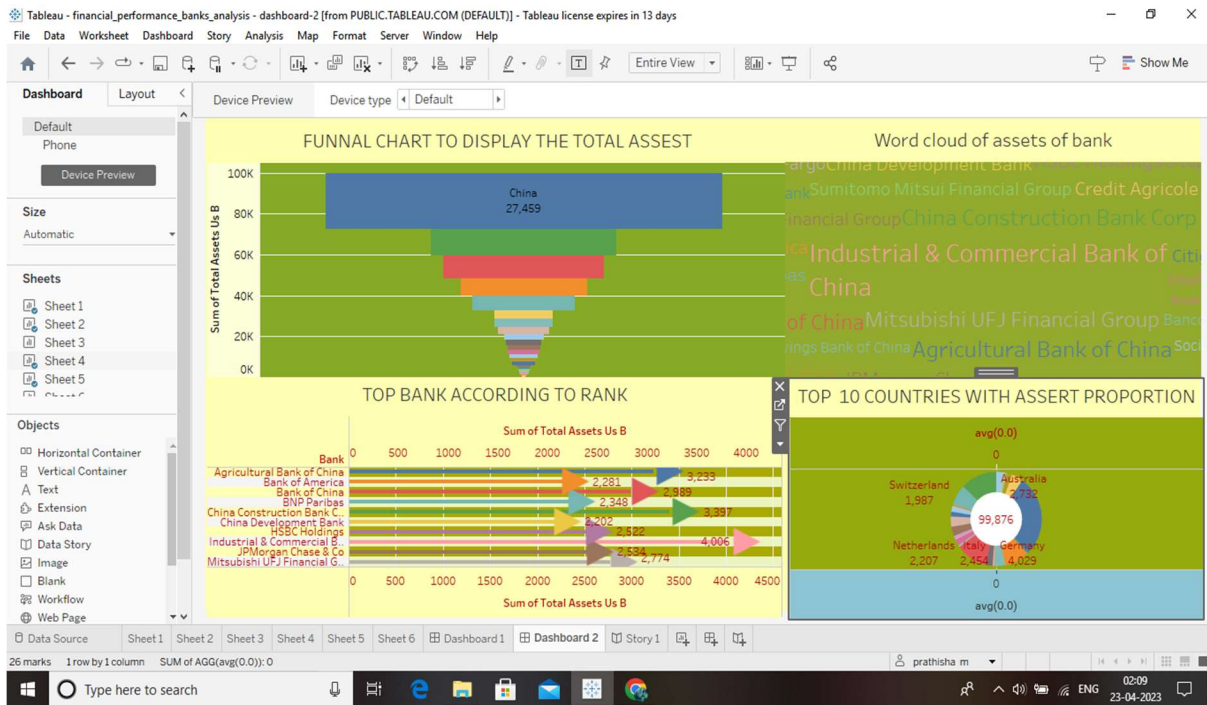 Tableau - financial_performance_banks_analysis - dashboard-2 [from PUBLIC.TABLEAU.COM (DEFAULT)] - Tableau license expires in 13 days
File Data Worksheet Dashboard Story Analysis Map Format Server Window Help
Entire View
Show Me
Dashboard Layout
Device Preview Device type Default
Default
Phone
Device Preview
Size
Automatic
Sheets
Sheet 1
Sheet 2
Sheet 3
Sheet 4
Sheet 5
Objects
Horizontal Container
Vertical Container
Text
Extension
Ask Data
Data Story
Image
Blank
Workflow
Web Page
FUNNAL CHART TO DISPLAY THE TOTAL ASSEST
Sum of Total Assets Us B
100K
80K
60K
40K
20K
0K
China
27,459
Word cloud of assets of bank
China Development Bank
Sumitomo Mitsui Financial Group Credit Agricole
Financial Group China Construction Bank Corp
Industrial & Commercial Bank of
China
of China Mitsubishi UFJ Financial Group Banco
ings Bank of China Agricultural Bank of China Soci
TOP BANK ACCORDING TO RANK
Sum of Total Assets Us B
Bank 0 500 1000 1500 2000 2500 3000 3500 4000
Agricultural Bank of China 3,233
Bank of America 2,281
Bank of China 2,989
BNP Paribas 2,348
China Construction Bank C.. 3,397
China Development Bank 2,202
HSBC Holdings 2,522
Industrial & Commercial B.. 4,006
JPMorgan Chase & Co 2,534
Mitsubishi UFJ Financial G.. 2,774
0 500 1000 1500 2000 2500 3000 3500 4000 4500
Sum of Total Assets Us B
TOP 10 COUNTRIES WITH ASSERT PROPORTION
avg(0.0)
0
Switzerland
1,987
Australia
2,732
99,876
Netherlands
2,207
Italy
2,454
Germany
4,029
0
avg(0.0)
Data Source Sheet 1 Sheet 2 Sheet 3 Sheet 4 Sheet 5 Sheet 6 Dashboard 1 Dashboard 2 Story 1
26 marks 1 row by 1 column SUM of AGG(avg(0.0)): 0
prathisha m
Type here to search
ENG
02:09
23-04-2023